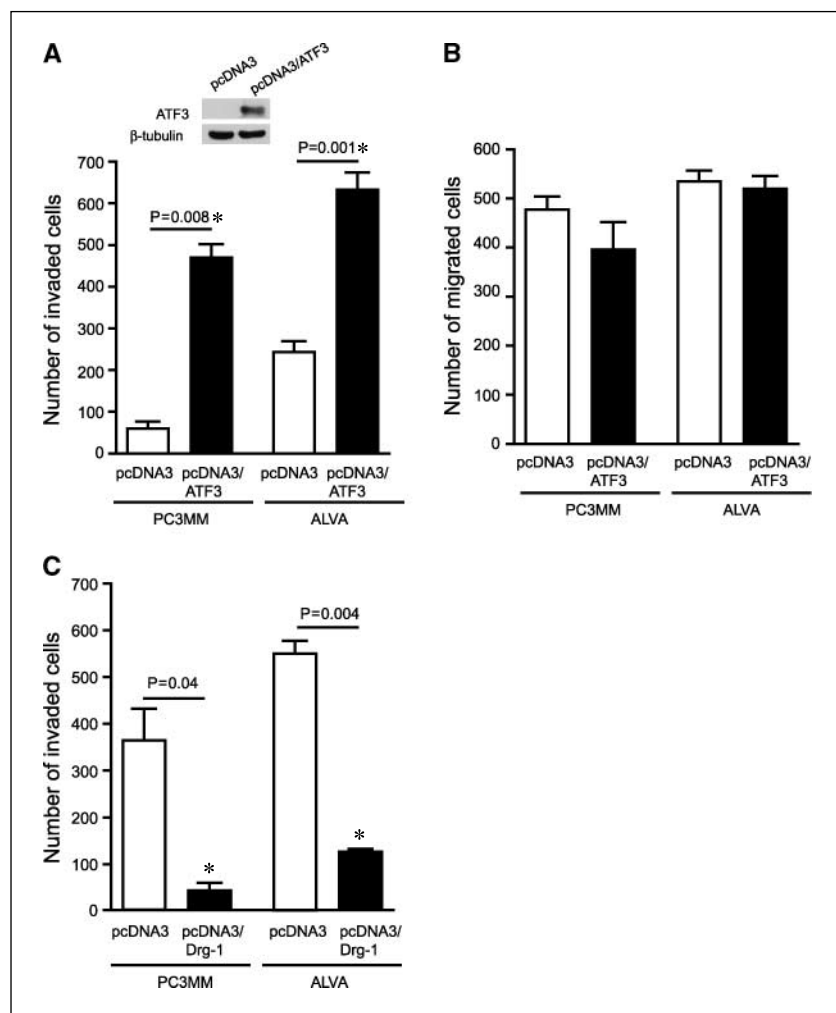 A
pcDNA3
pcDNA3/ATF3
ATF3
β-tubulin
Number of invaded cells
700
600
500
400
300
200
100
0
P=0.008 *
P=0.001 *
pcDNA3
pcDNA3/
ATF3
pcDNA3
pcDNA3/
ATF3
PC3MM
ALVA
B
Number of migrated cells
600
500
400
300
200
100
0
pcDNA3
pcDNA3/
ATF3
pcDNA3
pcDNA3/
ATF3
PC3MM
ALVA
C
Number of invaded cells
700
600
500
400
300
200
100
0
P=0.04
*
P=0.004
*
pcDNA3
pcDNA3/
Drg-1
pcDNA3
pcDNA3/
Drg-1
PC3MM
ALVA